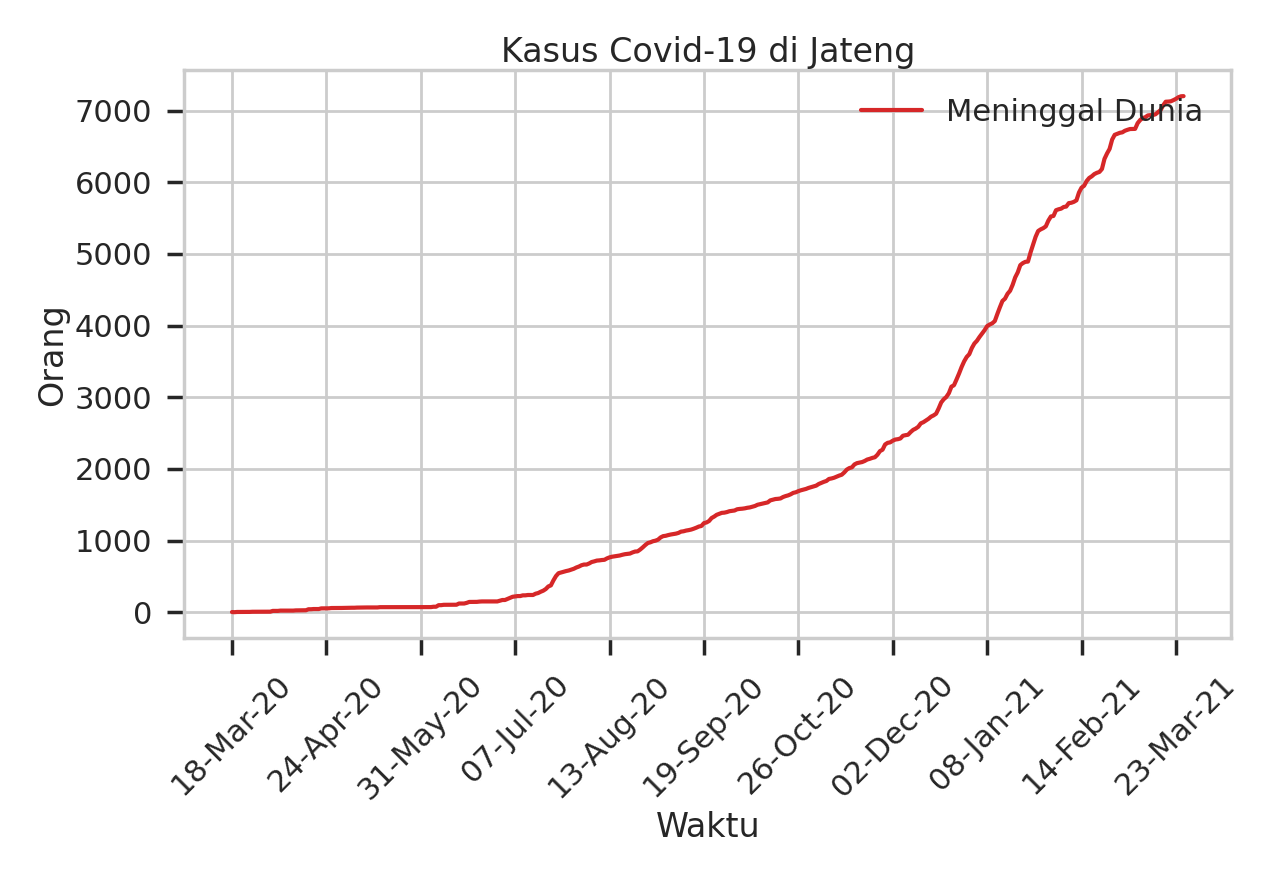 Kasus Covid-19 di Jateng
Meninggal Dunia
Orang
7000
6000
5000
4000
3000
2000
1000
0
18-Mar-20
24-Apr-20
31-May-20
07-Jul-20
13-Aug-20
19-Sep-20
26-Oct-20
02-Dec-20
08-Jan-21
14-Feb-21
23-Mar-21
Waktu